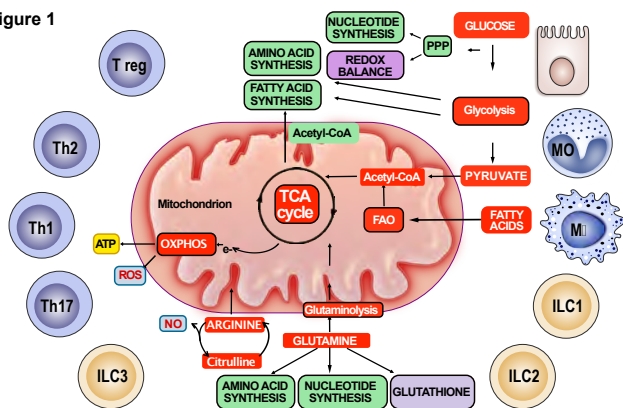 igure 1
NUCLEOTIDE
SYNTHESIS
GLUCOSE
PPP
T reg
AMINO ACID
SYNTHESIS
REDOX
BALANCE
FATTY ACID
SYNTHESIS
Glycolysis
Acetyl-CoA
Th2
MO
Acetyl-CoA
PYRUVATE
Mitochondrion
TCA
cycle
FAO
FATTY
ACIDS
Th1
M
ATP
OXPHOS
e-
ROS
Th17
Glutaminolysis
ILC1
NO
ARGININE
GLUTAMINE
Citrulline
ILC3
ILC2
AMINO ACID
SYNTHESIS
NUCLEOTIDE
SYNTHESIS
GLUTATHIONE